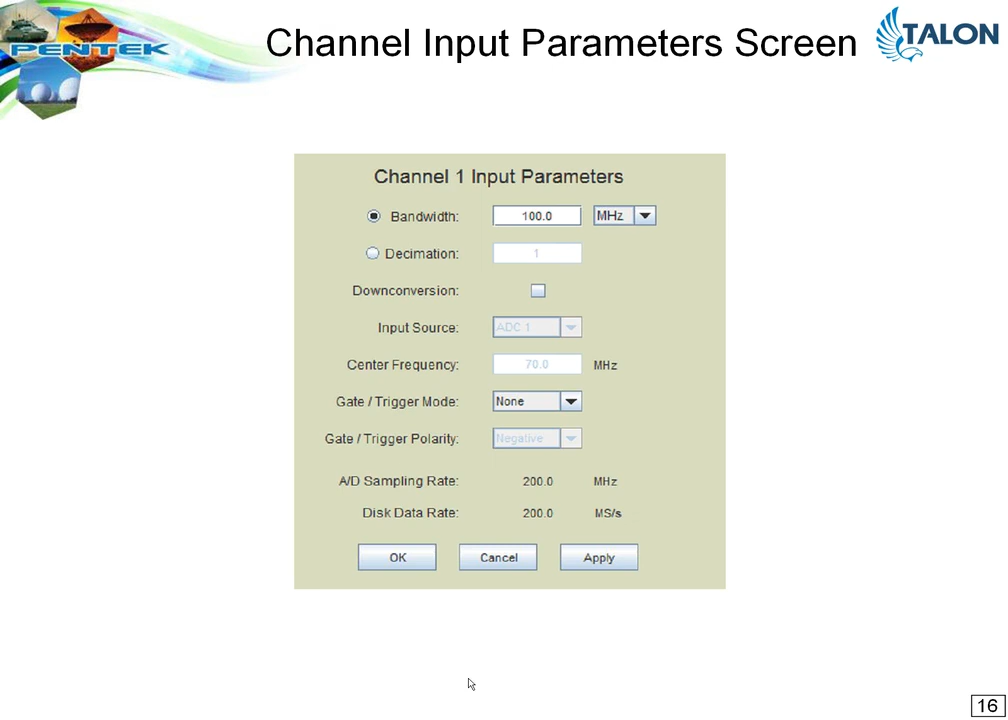 PENTEK
Channel Input Parameters Screen
TALON
Channel 1 Input Parameters
Bandwidth: 100.0 MHz
Decimation: 1
Downconversion:
Input Source: ADC 1
Center Frequency: 70.0 MHz
Gate / Trigger Mode: None
Gate / Trigger Polarity: Negative
A/D Sampling Rate: 200.0 MHz
Disk Data Rate: 200.0 MS/s
OK Cancel Apply
16